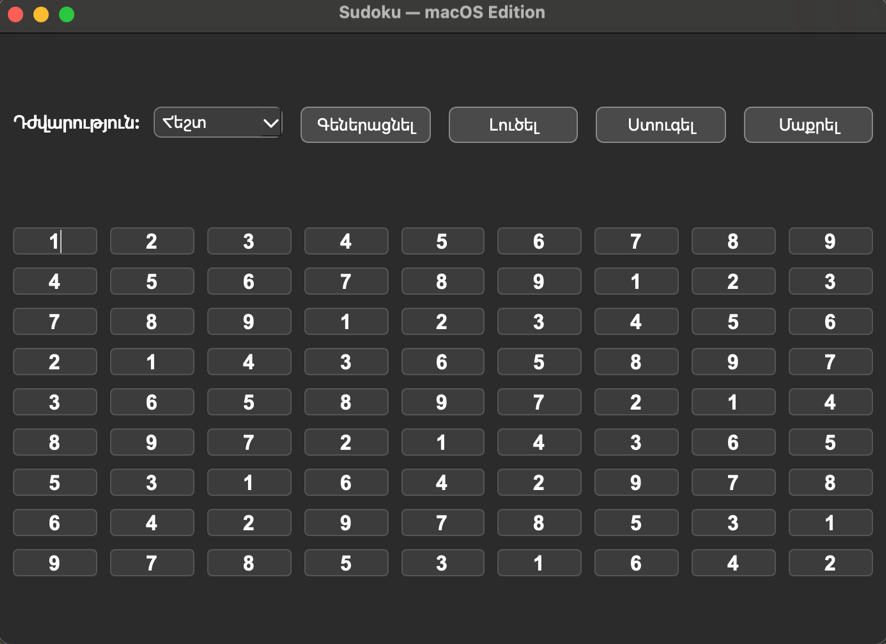 Sudoku — macOS Edition
Դժվարություն: Հեշտ Գեներացնել Լուծել Ստուգել Մաքրել
1 2 3 4 5 6 7 8 9
4 5 6 7 8 9 1 2 3
7 8 9 1 2 3 4 5 6
2 1 4 3 6 5 8 9 7
3 6 5 8 9 7 2 1 4
8 9 7 2 1 4 3 6 5
5 3 1 6 4 2 9 7 8
6 4 2 9 7 8 5 3 1
9 7 8 5 3 1 6 4 2